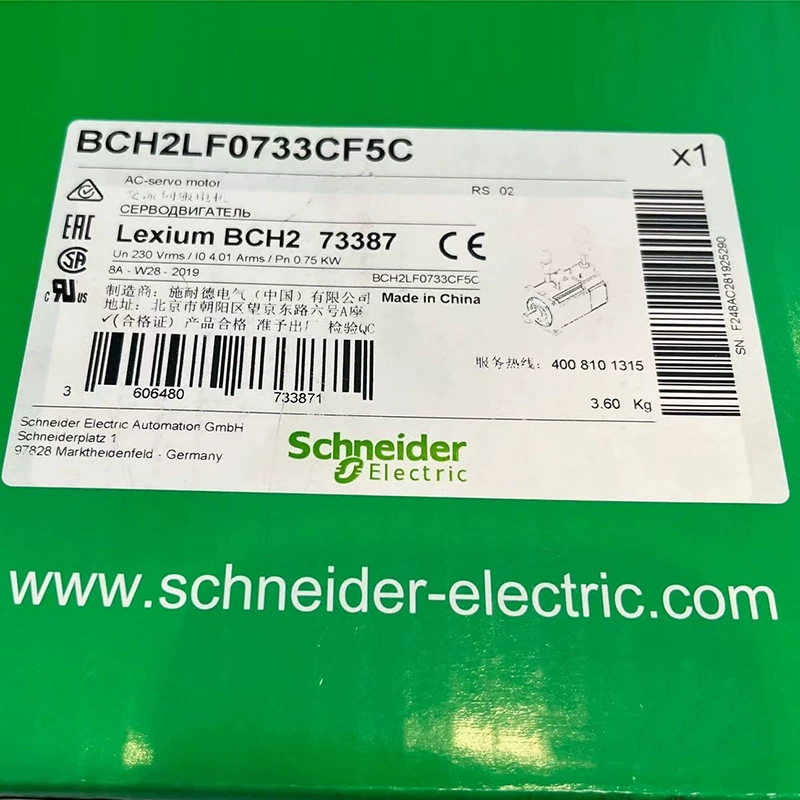 BCH2LF0733CF5C
x1
AC-servo motor
RS 02
交流伺服电机
СЕРВОДВИГАТЕЛЬ
EAC
Lexium BCH2 73387
CE
Un 230 Vrms / I0 4.01 Arms / Pn 0.75 KW
8A - W28 - 2019
BCH2LF0733CF5C
c UR US
制造商: 施耐德电气(中国)有限公司
Made in China
地址: 北京市朝阳区望京东路六号A座
✓(合格证) 产品合格 准予出厂 检验QC
服务热线: 400 810 1315
3 606480 733871
3.60 Kg
SN F248AC281925290
Schneider Electric Automation GmbH
Schneiderplatz 1
97828 Marktheidenfeld - Germany
Schneider
Electric
www.schneider-electric.com